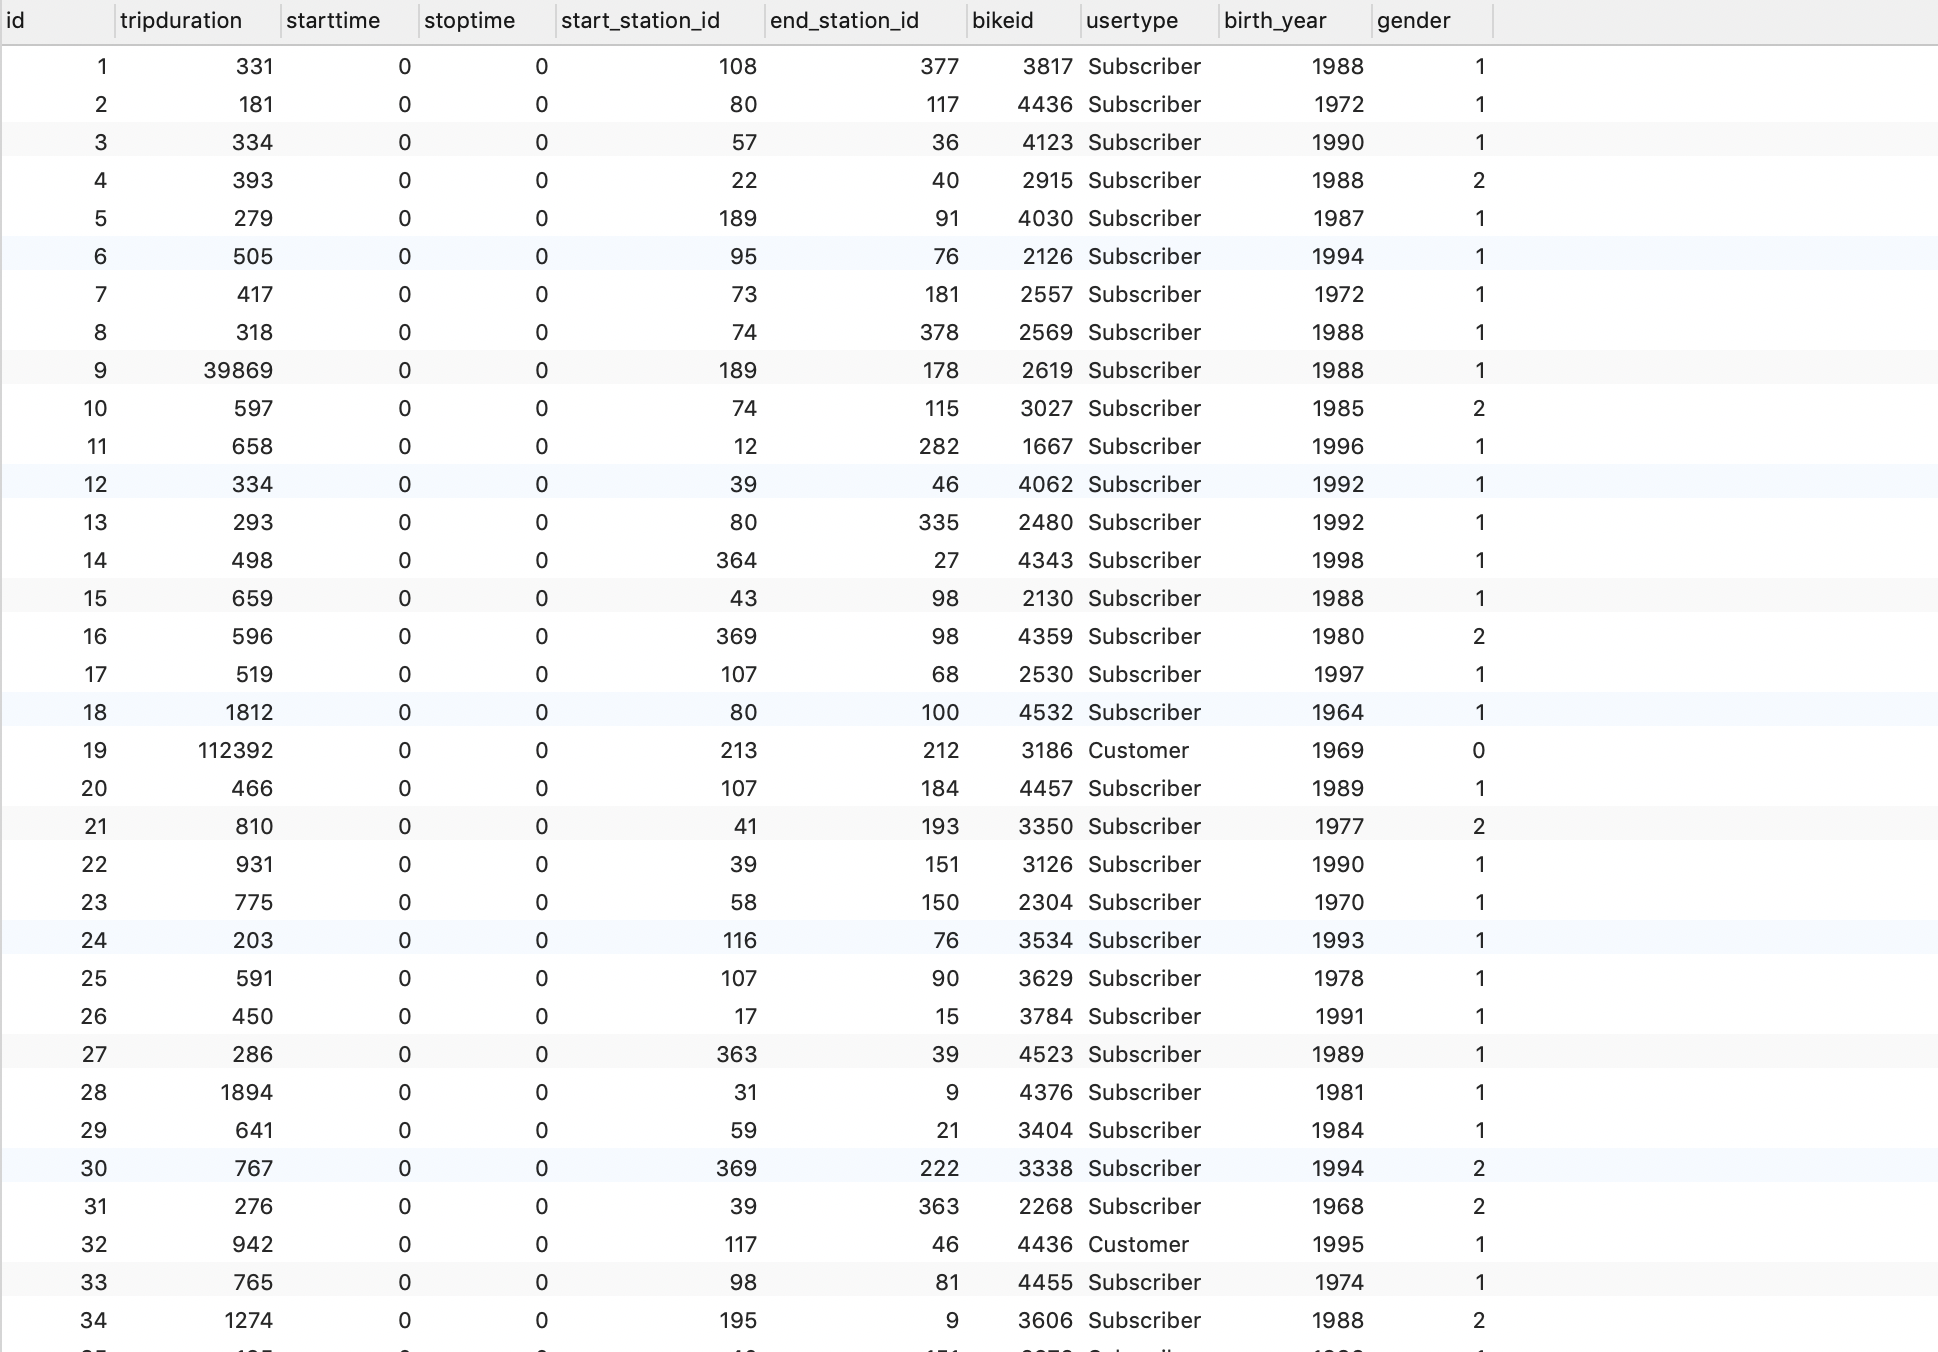 id tripduration starttime stoptime start_station_id end_station_id bikeid usertype birth_year gender
1 331 0 0 108 377 3817 Subscriber 1988 1
2 181 0 0 80 117 4436 Subscriber 1972 1
3 334 0 0 57 36 4123 Subscriber 1990 1
4 393 0 0 22 40 2915 Subscriber 1988 2
5 279 0 0 189 91 4030 Subscriber 1987 1
6 505 0 0 95 76 2126 Subscriber 1994 1
7 417 0 0 73 181 2557 Subscriber 1972 1
8 318 0 0 74 378 2569 Subscriber 1988 1
9 39869 0 0 189 178 2619 Subscriber 1988 1
10 597 0 0 74 115 3027 Subscriber 1985 2
11 658 0 0 12 282 1667 Subscriber 1996 1
12 334 0 0 39 46 4062 Subscriber 1992 1
13 293 0 0 80 335 2480 Subscriber 1992 1
14 498 0 0 364 27 4343 Subscriber 1998 1
15 659 0 0 43 98 2130 Subscriber 1988 1
16 596 0 0 369 98 4359 Subscriber 1980 2
17 519 0 0 107 68 2530 Subscriber 1997 1
18 1812 0 0 80 100 4532 Subscriber 1964 1
19 112392 0 0 213 212 3186 Customer 1969 0
20 466 0 0 107 184 4457 Subscriber 1989 1
21 810 0 0 41 193 3350 Subscriber 1977 2
22 931 0 0 39 151 3126 Subscriber 1990 1
23 775 0 0 58 150 2304 Subscriber 1970 1
24 203 0 0 116 76 3534 Subscriber 1993 1
25 591 0 0 107 90 3629 Subscriber 1978 1
26 450 0 0 17 15 3784 Subscriber 1991 1
27 286 0 0 363 39 4523 Subscriber 1989 1
28 1894 0 0 31 9 4376 Subscriber 1981 1
29 641 0 0 59 21 3404 Subscriber 1984 1
30 767 0 0 369 222 3338 Subscriber 1994 2
31 276 0 0 39 363 2268 Subscriber 1968 2
32 942 0 0 117 46 4436 Customer 1995 1
33 765 0 0 98 81 4455 Subscriber 1974 1
34 1274 0 0 195 9 3606 Subscriber 1988 2